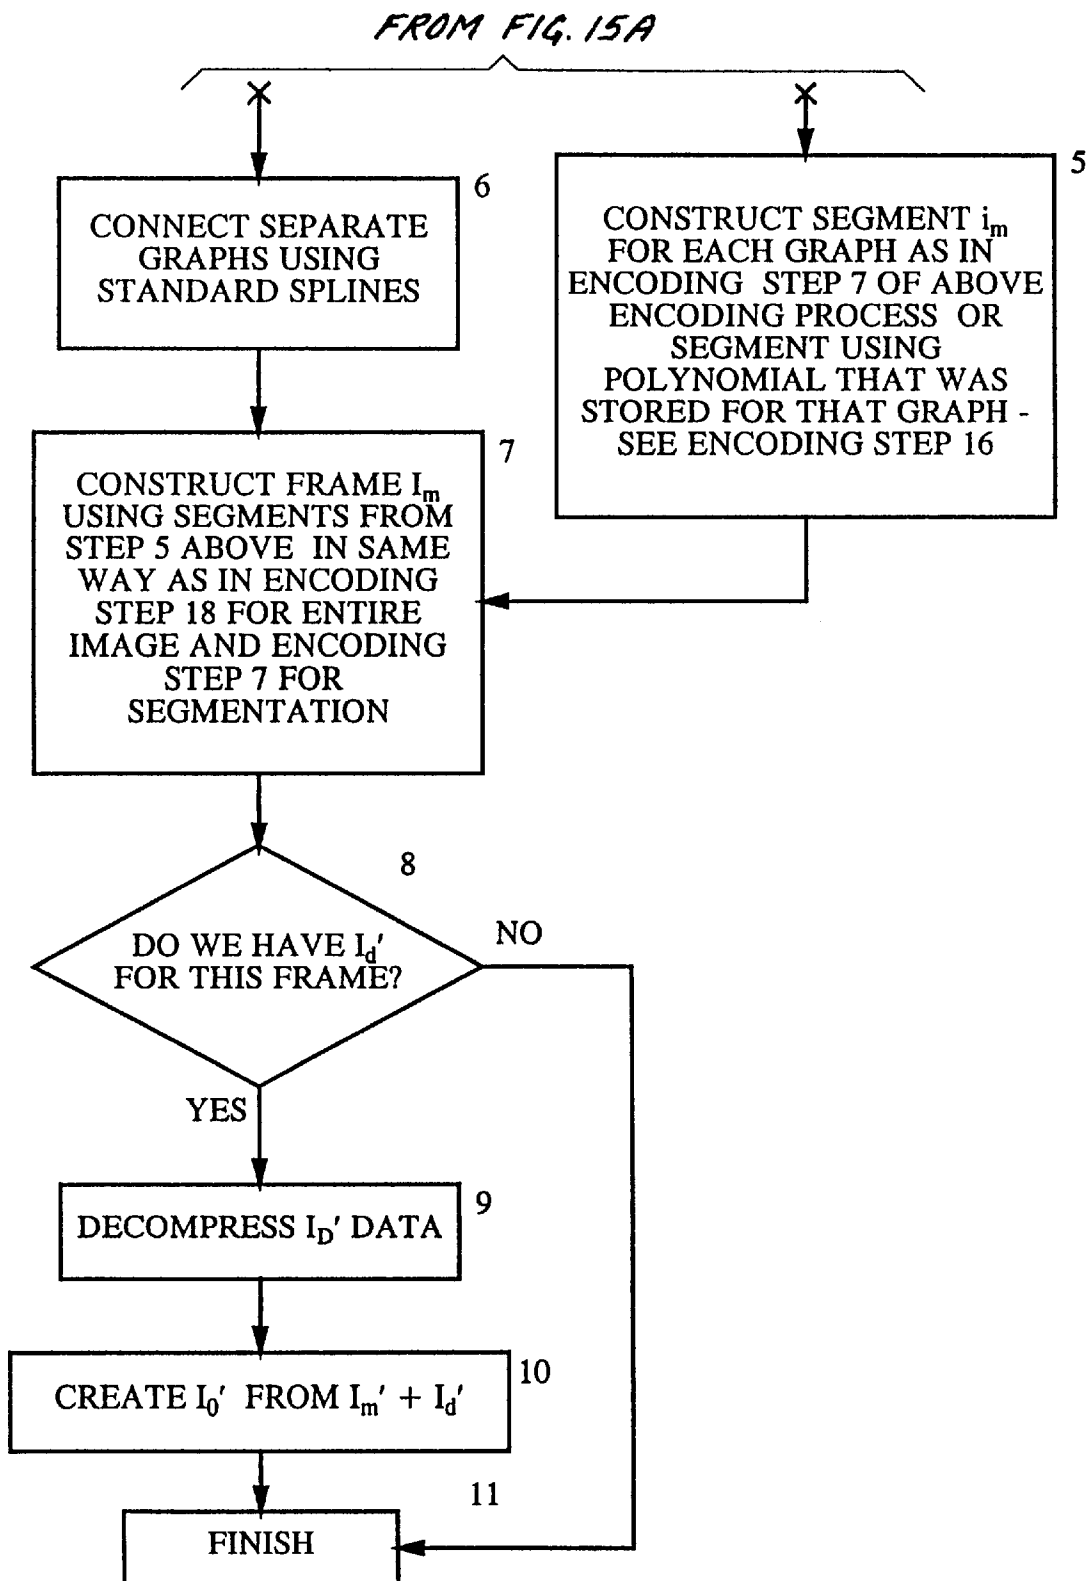 FROM FIG. 15A
6
CONNECT SEPARATE
GRAPHS USING
STANDARD SPLINES
5
CONSTRUCT SEGMENT iₘ
FOR EACH GRAPH AS IN
ENCODING STEP 7 OF ABOVE
ENCODING PROCESS OR
SEGMENT USING
POLYNOMIAL THAT WAS
STORED FOR THAT GRAPH -
SEE ENCODING STEP 16
7
CONSTRUCT FRAME Iₘ
USING SEGMENTS FROM
STEP 5 ABOVE IN SAME
WAY AS IN ENCODING
STEP 18 FOR ENTIRE
IMAGE AND ENCODING
STEP 7 FOR
SEGMENTATION
8
DO WE HAVE I_d'
FOR THIS FRAME?
NO
YES
9
DECOMPRESS I_D' DATA
10
CREATE I₀' FROM Iₘ' + I_d'
11
FINISH